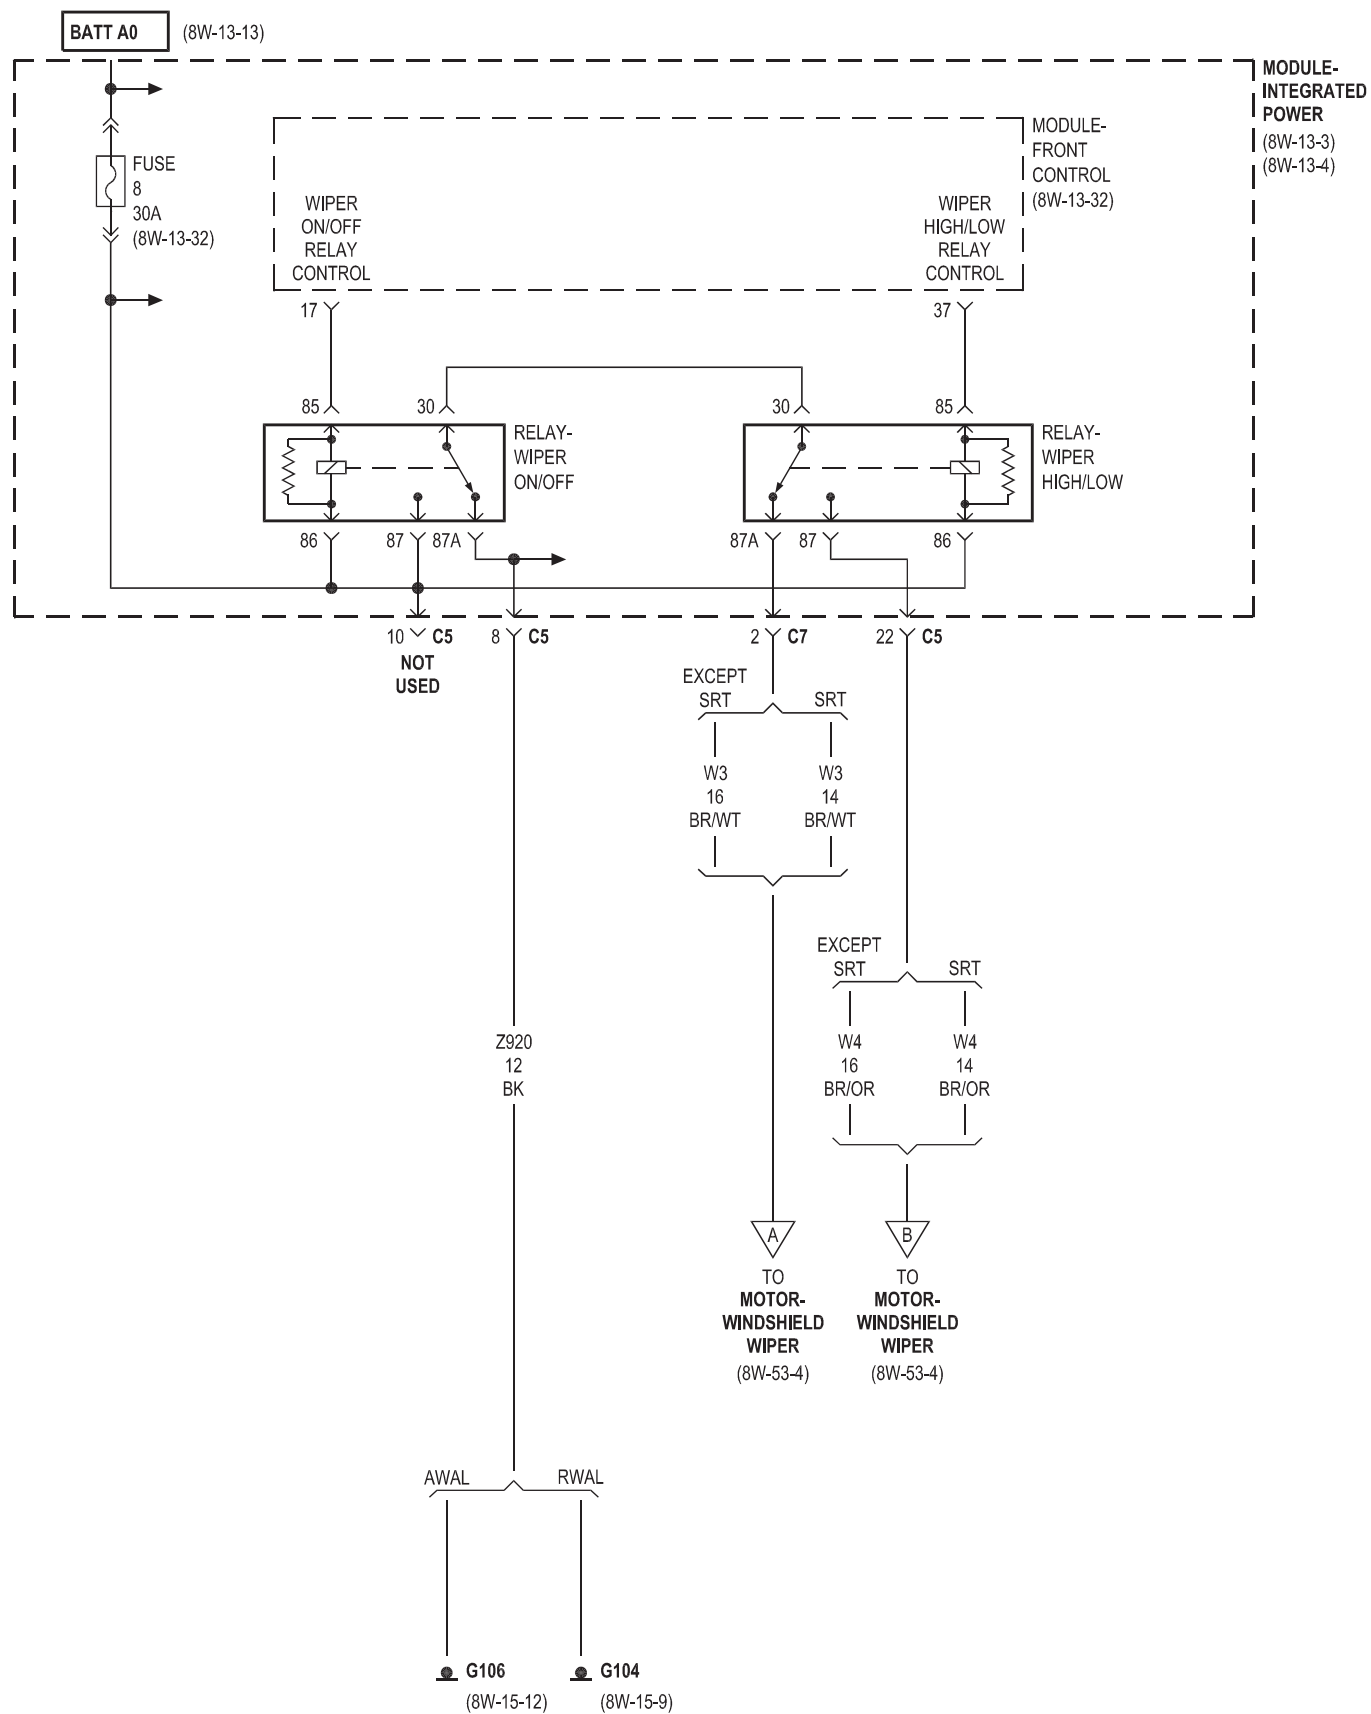 BATT A0 (8W-13-13)
MODULE-
INTEGRATED
POWER
(8W-13-3)
(8W-13-4)
MODULE-
FRONT
CONTROL
(8W-13-32)
FUSE
8
30A
(8W-13-32)
WIPER
ON/OFF
RELAY
CONTROL
WIPER
HIGH/LOW
RELAY
CONTROL
17 37
85 30 30 85
RELAY-
WIPER
ON/OFF
RELAY-
WIPER
HIGH/LOW
86 87 87A 87A 87 86
10 C5 8 C5 2 C7 22 C5
NOT
USED
EXCEPT
SRT SRT
W3
16
BR/WT
W3
14
BR/WT
EXCEPT
SRT SRT
Z920
12
BK
W4
16
BR/OR
W4
14
BR/OR
A B
TO
MOTOR-
WINDSHIELD
WIPER
(8W-53-4)
TO
MOTOR-
WINDSHIELD
WIPER
(8W-53-4)
AWAL RWAL
G106
(8W-15-12)
G104
(8W-15-9)